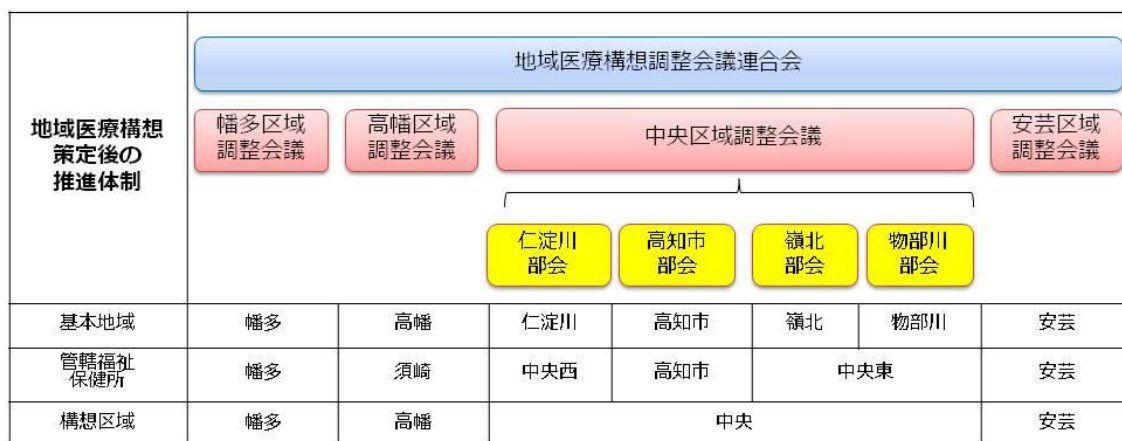 地域医療構想
策定後の
推進体制
地域医療構想調整会議連合会
幡多区域
調整会議
高幡区域
調整会議
中央区域調整会議
安芸区域
調整会議
仁淀川
部会
高知市
部会
嶺北
部会
物部川
部会
基本地域 幡多 高幡 仁淀川 高知市 嶺北 物部川 安芸
管轄福祉
保健所
幡多 須崎 中央西 高知市 中央東 安芸
構想区域 幡多 高幡 中央 安芸